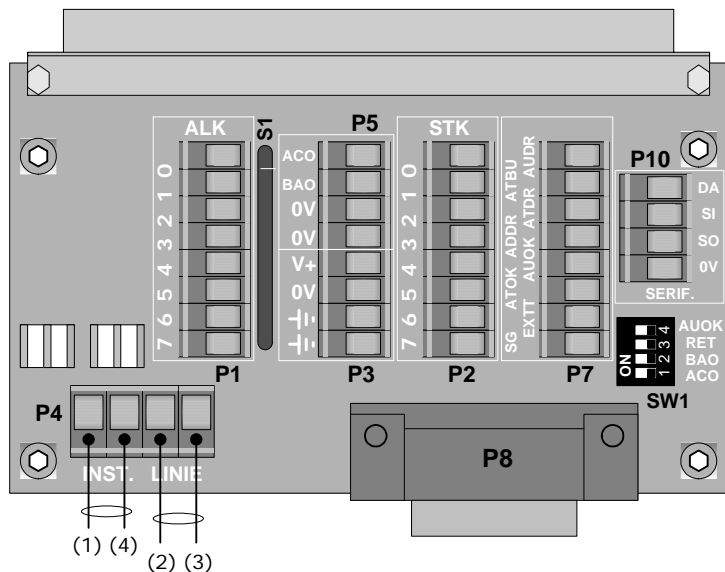 ALK
S1
P5
STK
P10
0
1
2
3
4
5
6
7
ACO
BAO
0V
0V
V+
0V
0
1
2
3
4
5
6
7
AUDR
ATBU
ATDR
ADDR
AUOK
ATOK
EXTT
SG
DA
SI
SO
0V
SERIF.
P1
P3
P2
P7
ON
4 AUOK
3 RET
2 BAO
1 ACO
SW1
P4
INST. LINIE
P8
(1) (4) (2) (3)